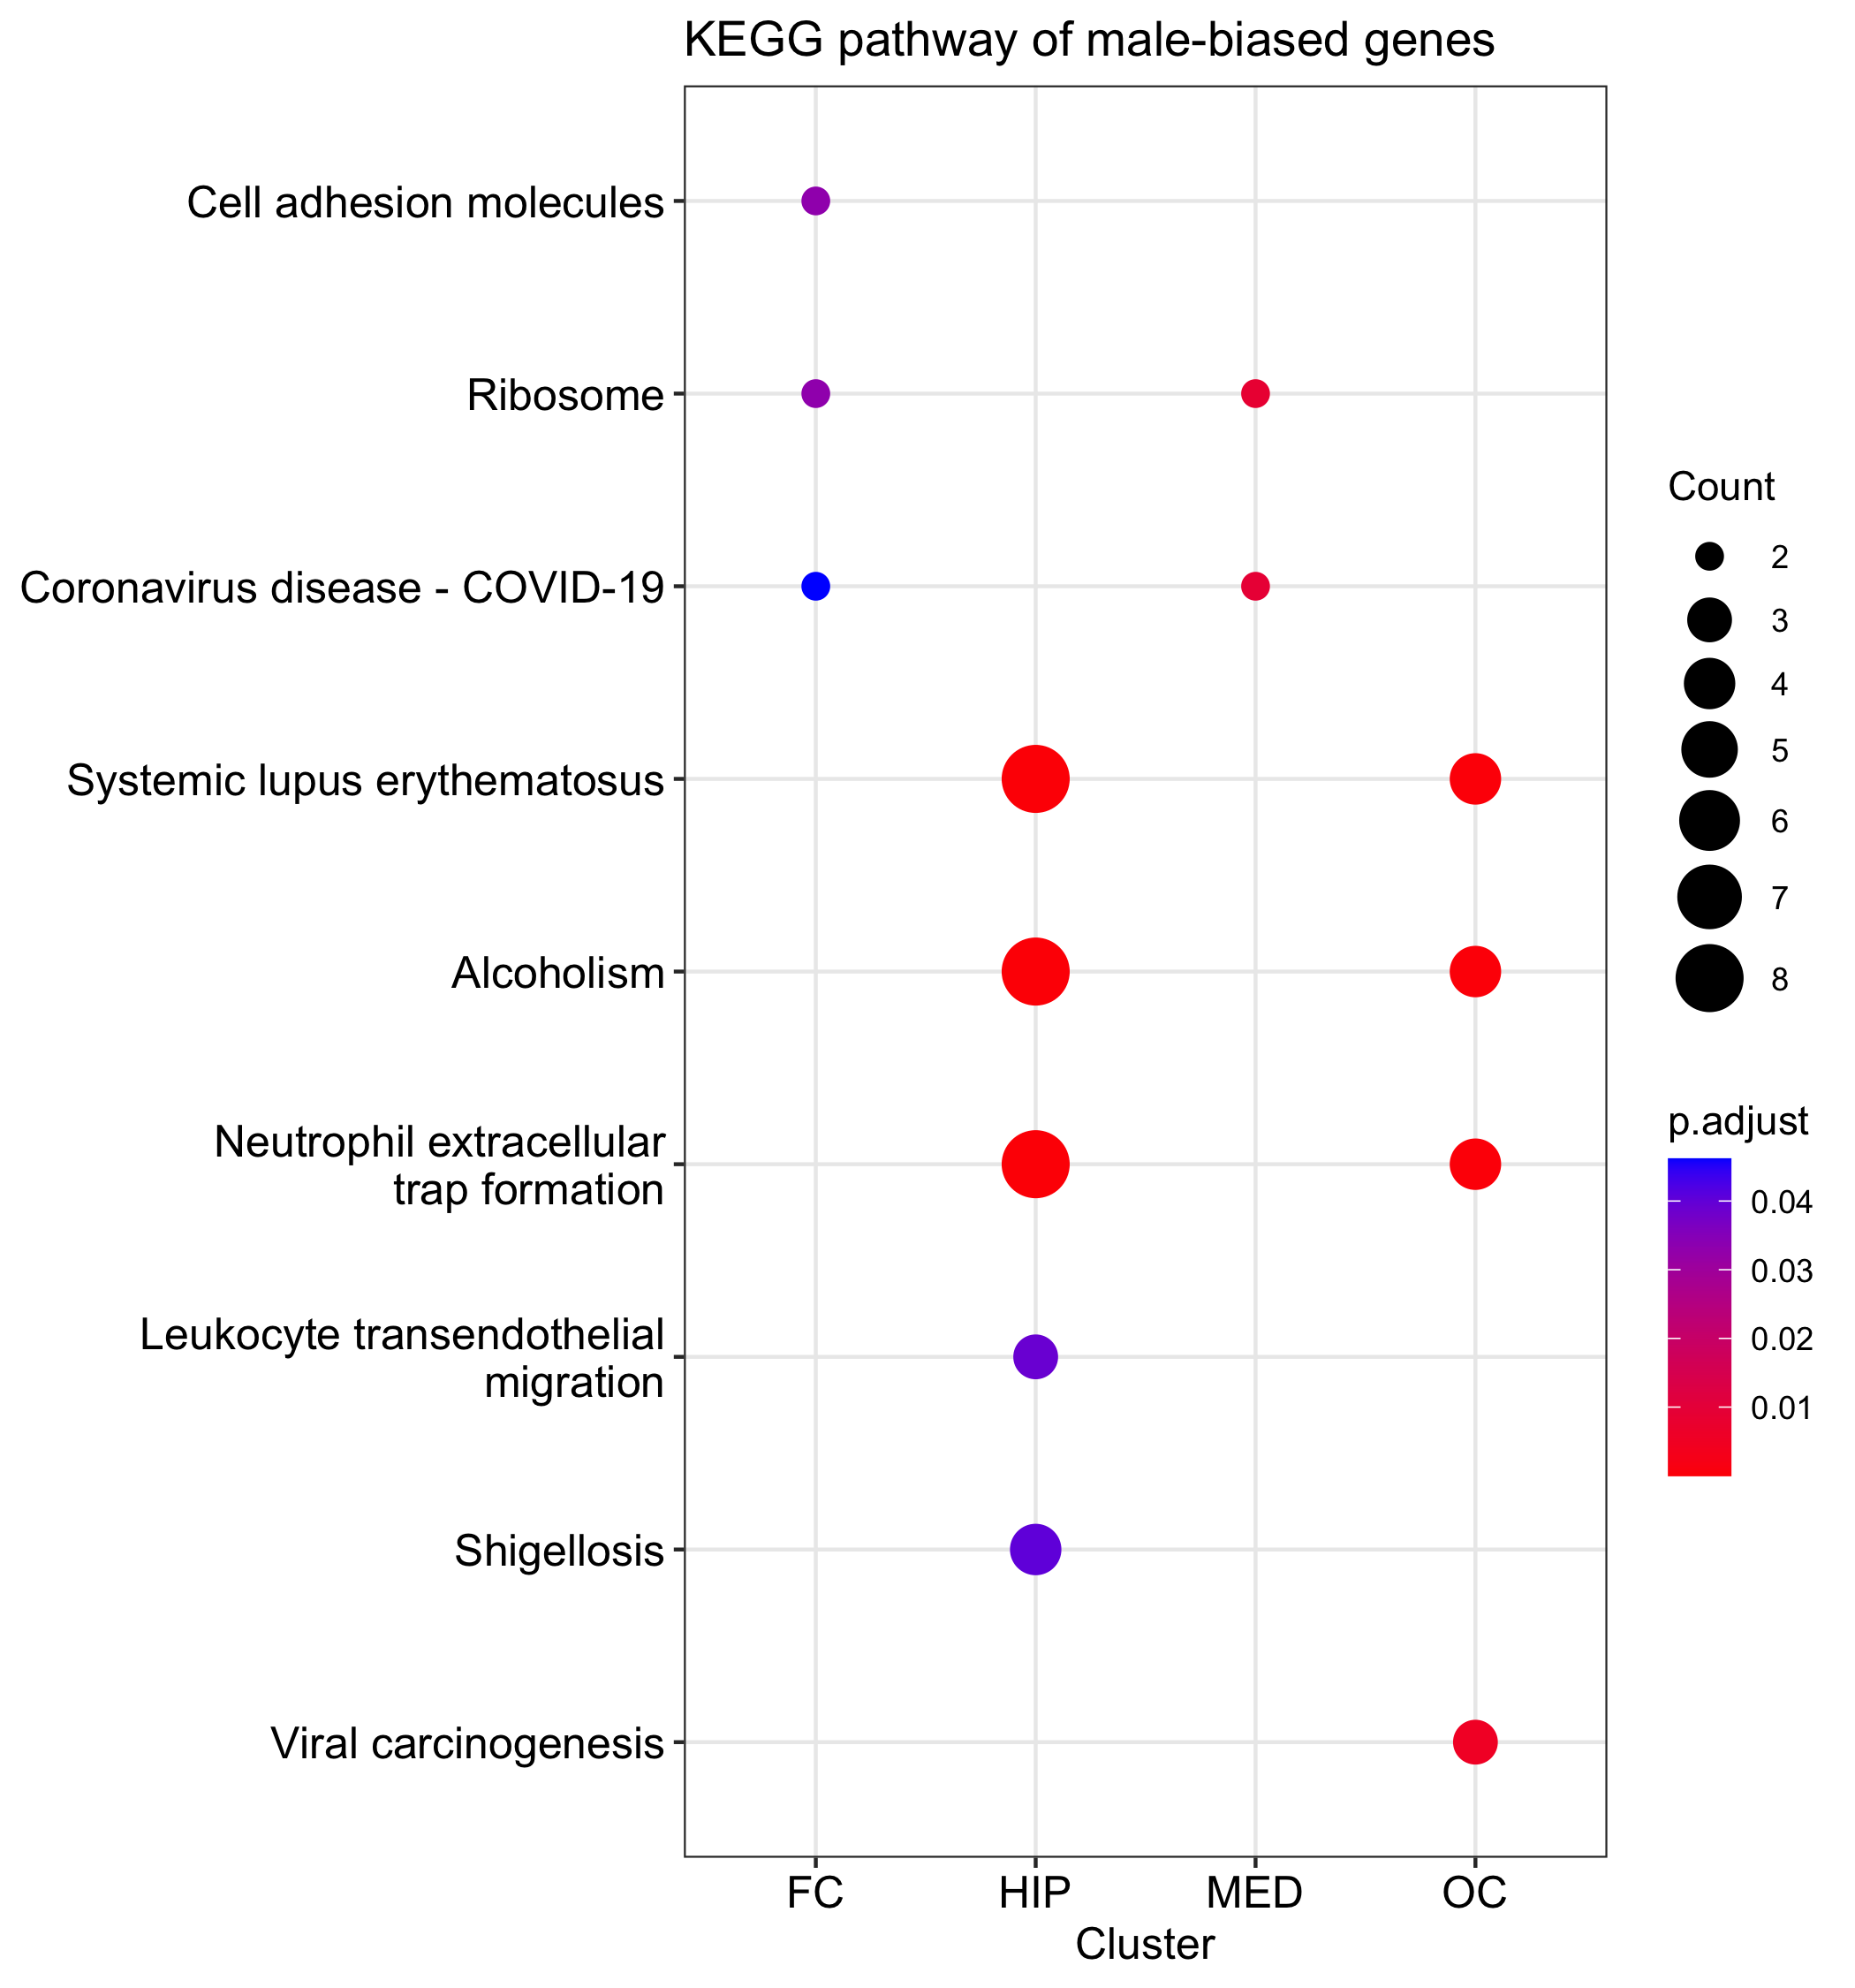 KEGG pathway of male-biased genes
Cell adhesion molecules
Ribosome
Coronavirus disease - COVID-19
Systemic lupus erythematosus
Alcoholism
Neutrophil extracellular
trap formation
Leukocyte transendothelial
migration
Shigellosis
Viral carcinogenesis
FC HIP MED OC
Cluster
Count
2
3
4
5
6
7
8
p.adjust
0.04
0.03
0.02
0.01